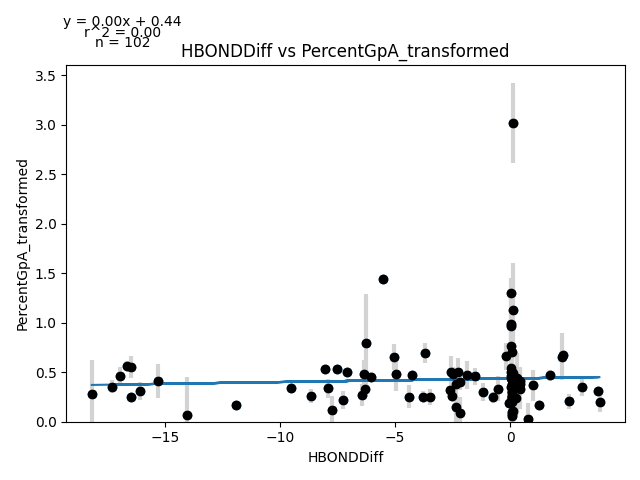 y = 0.00x + 0.44
r^2 = 0.00
n = 102
HBONDDiff vs PercentGpA_transformed
PercentGpA_transformed
3.5
3.0
2.5
2.0
1.5
1.0
0.5
0.0
−15
−10
−5
0
HBONDDiff